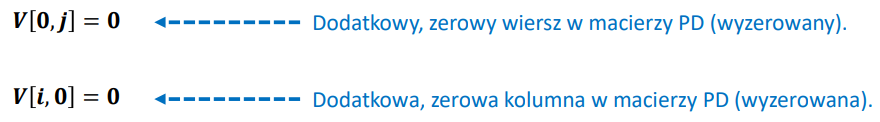 V[0,j] = 0 Dodatkowy, zerowy wiersz w macierzy PD (wyzerowany).
V[i,0] = 0 Dodatkowa, zerowa kolumna w macierzy PD (wyzerowana).